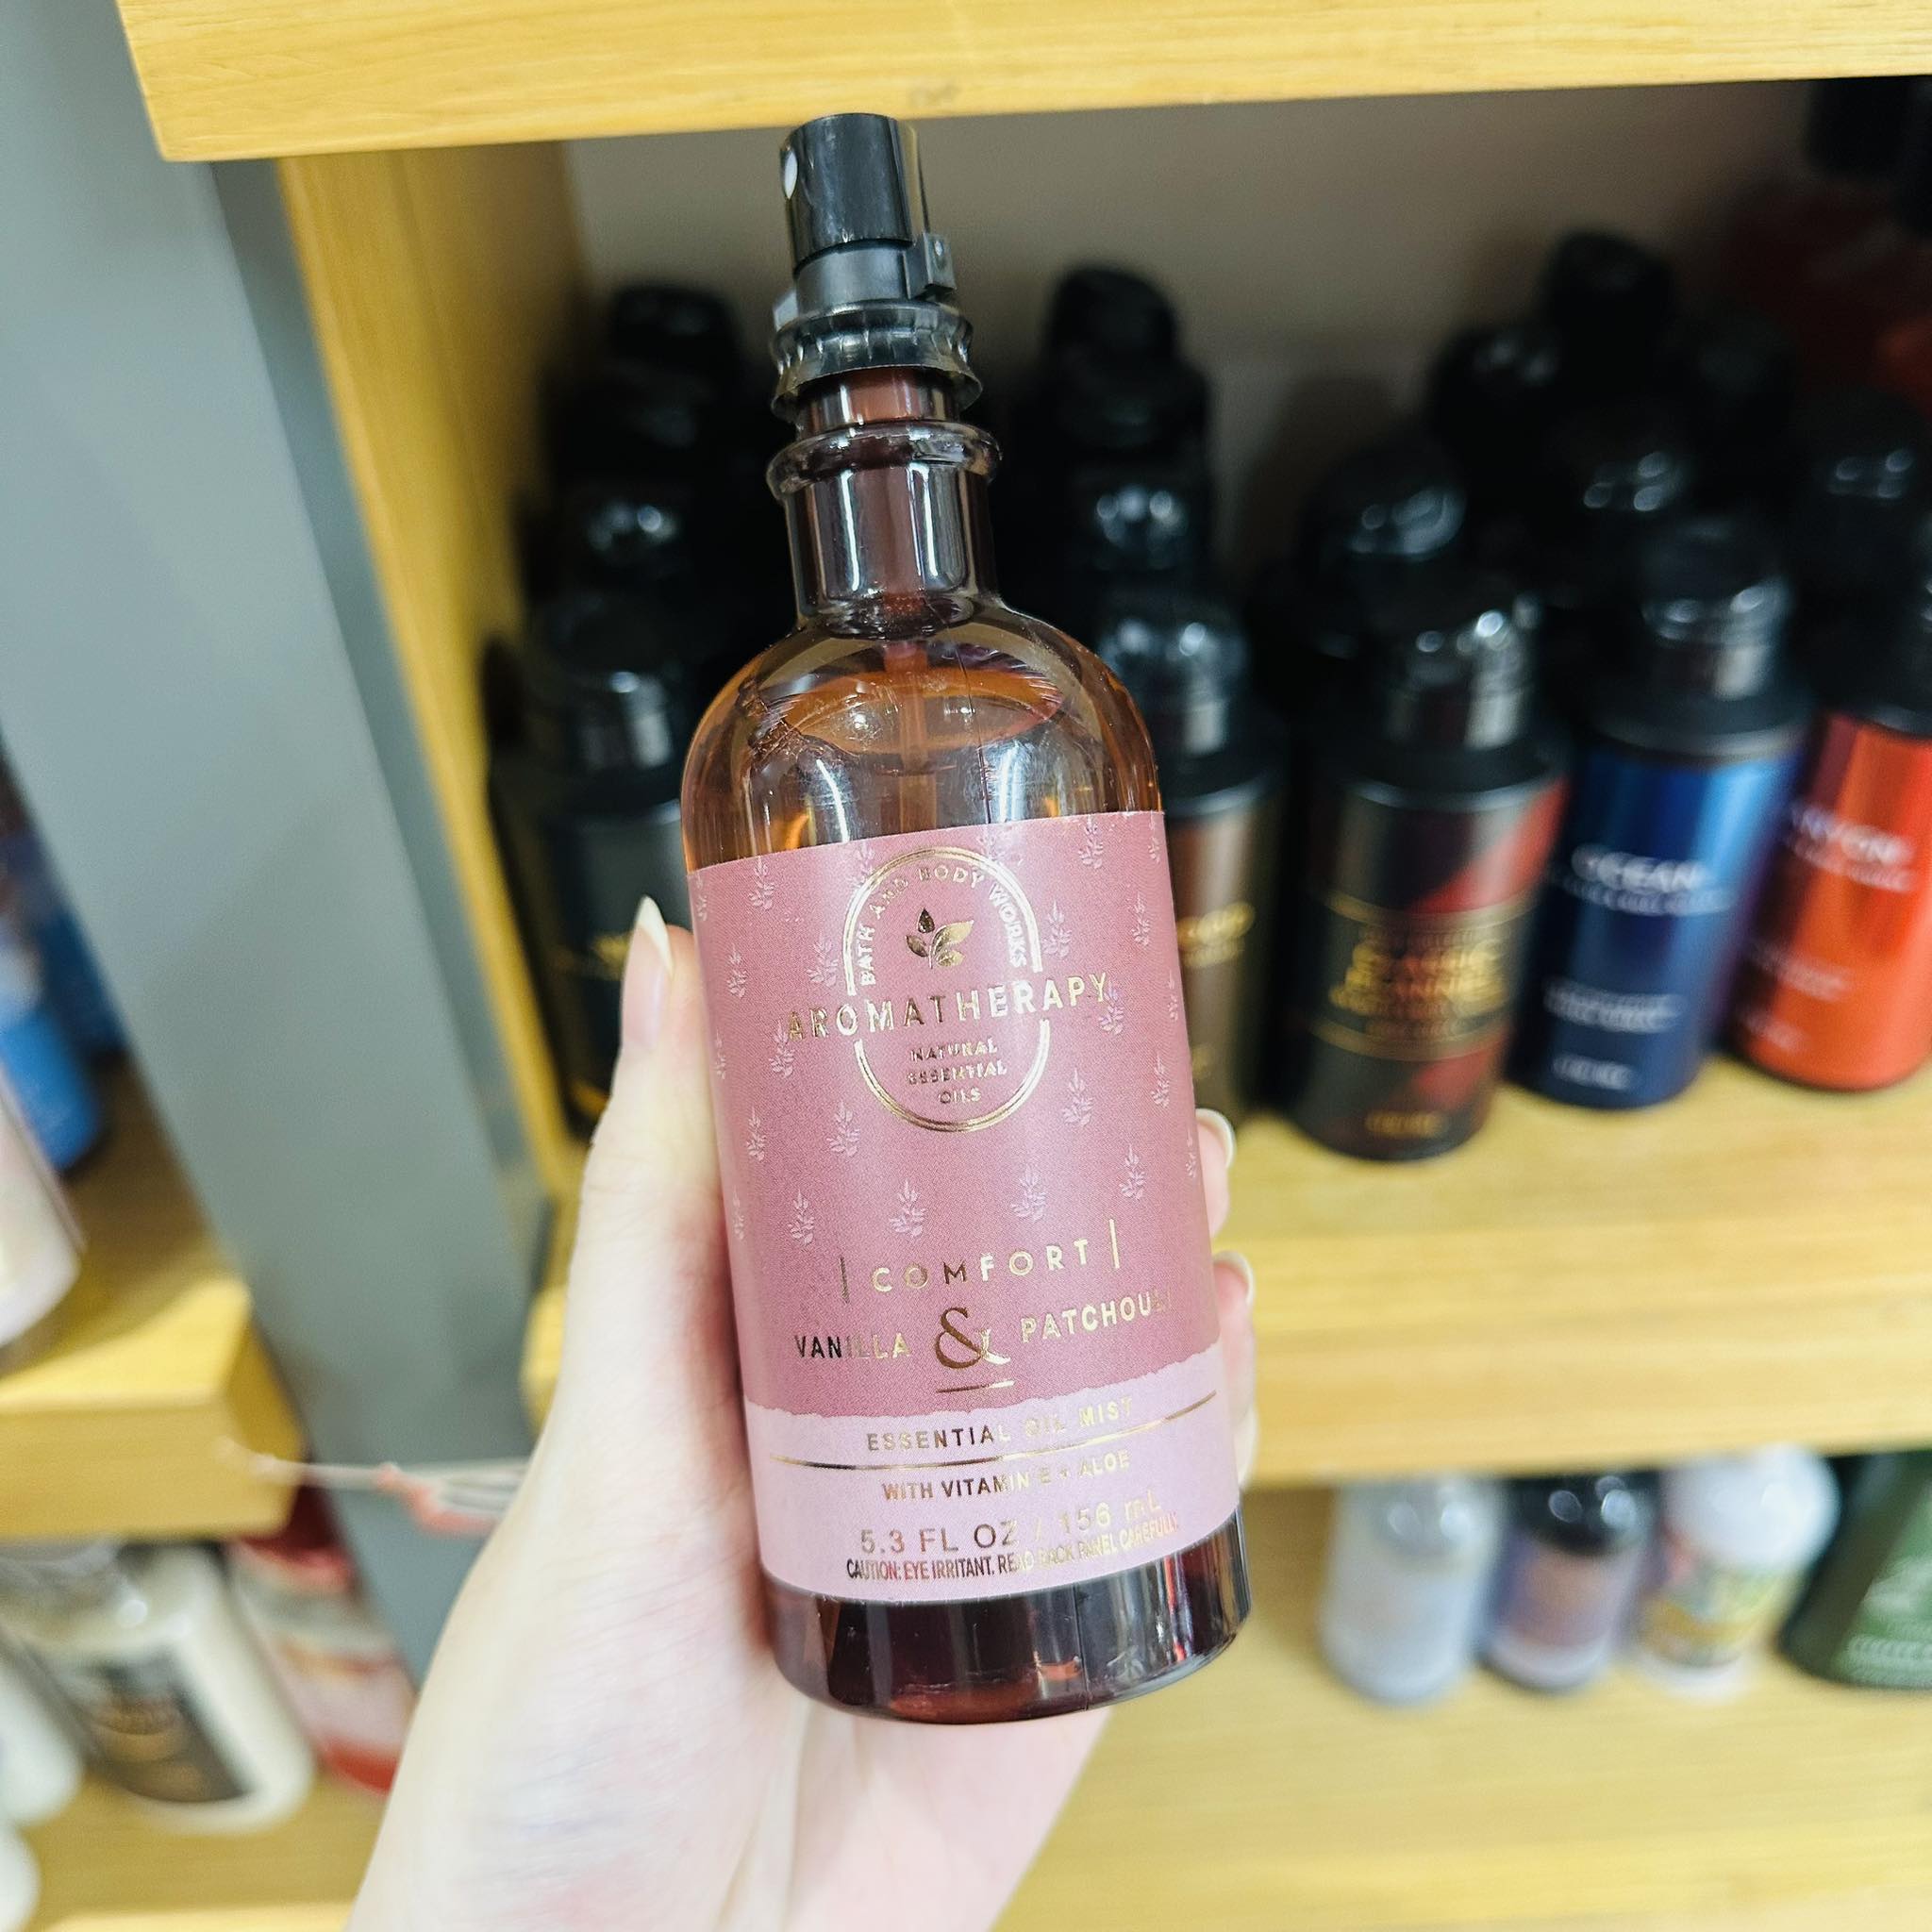 BATH AND BODY WORKS
AROMATHERAPY
NATURAL
ESSENTIAL
OILS
| COMFORT |
VANILLA & PATCHOULI
ESSENTIAL OIL MIST
WITH VITAMIN E + ALOE
5.3 FL OZ / 156 mL
CAUTION: EYE IRRITANT. READ BACK PANEL CAREFULLY.
OCEAN